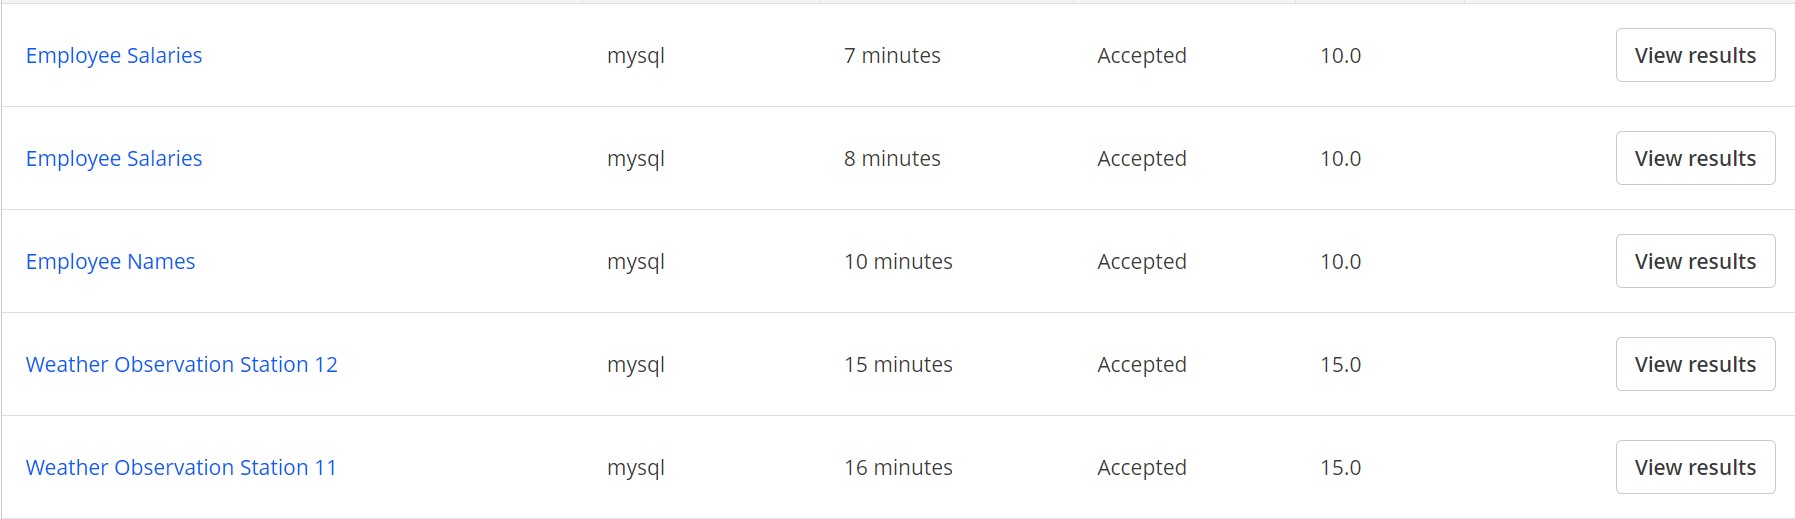 Employee Salaries mysql 7 minutes Accepted 10.0 View results
Employee Salaries mysql 8 minutes Accepted 10.0 View results
Employee Names mysql 10 minutes Accepted 10.0 View results
Weather Observation Station 12 mysql 15 minutes Accepted 15.0 View results
Weather Observation Station 11 mysql 16 minutes Accepted 15.0 View results